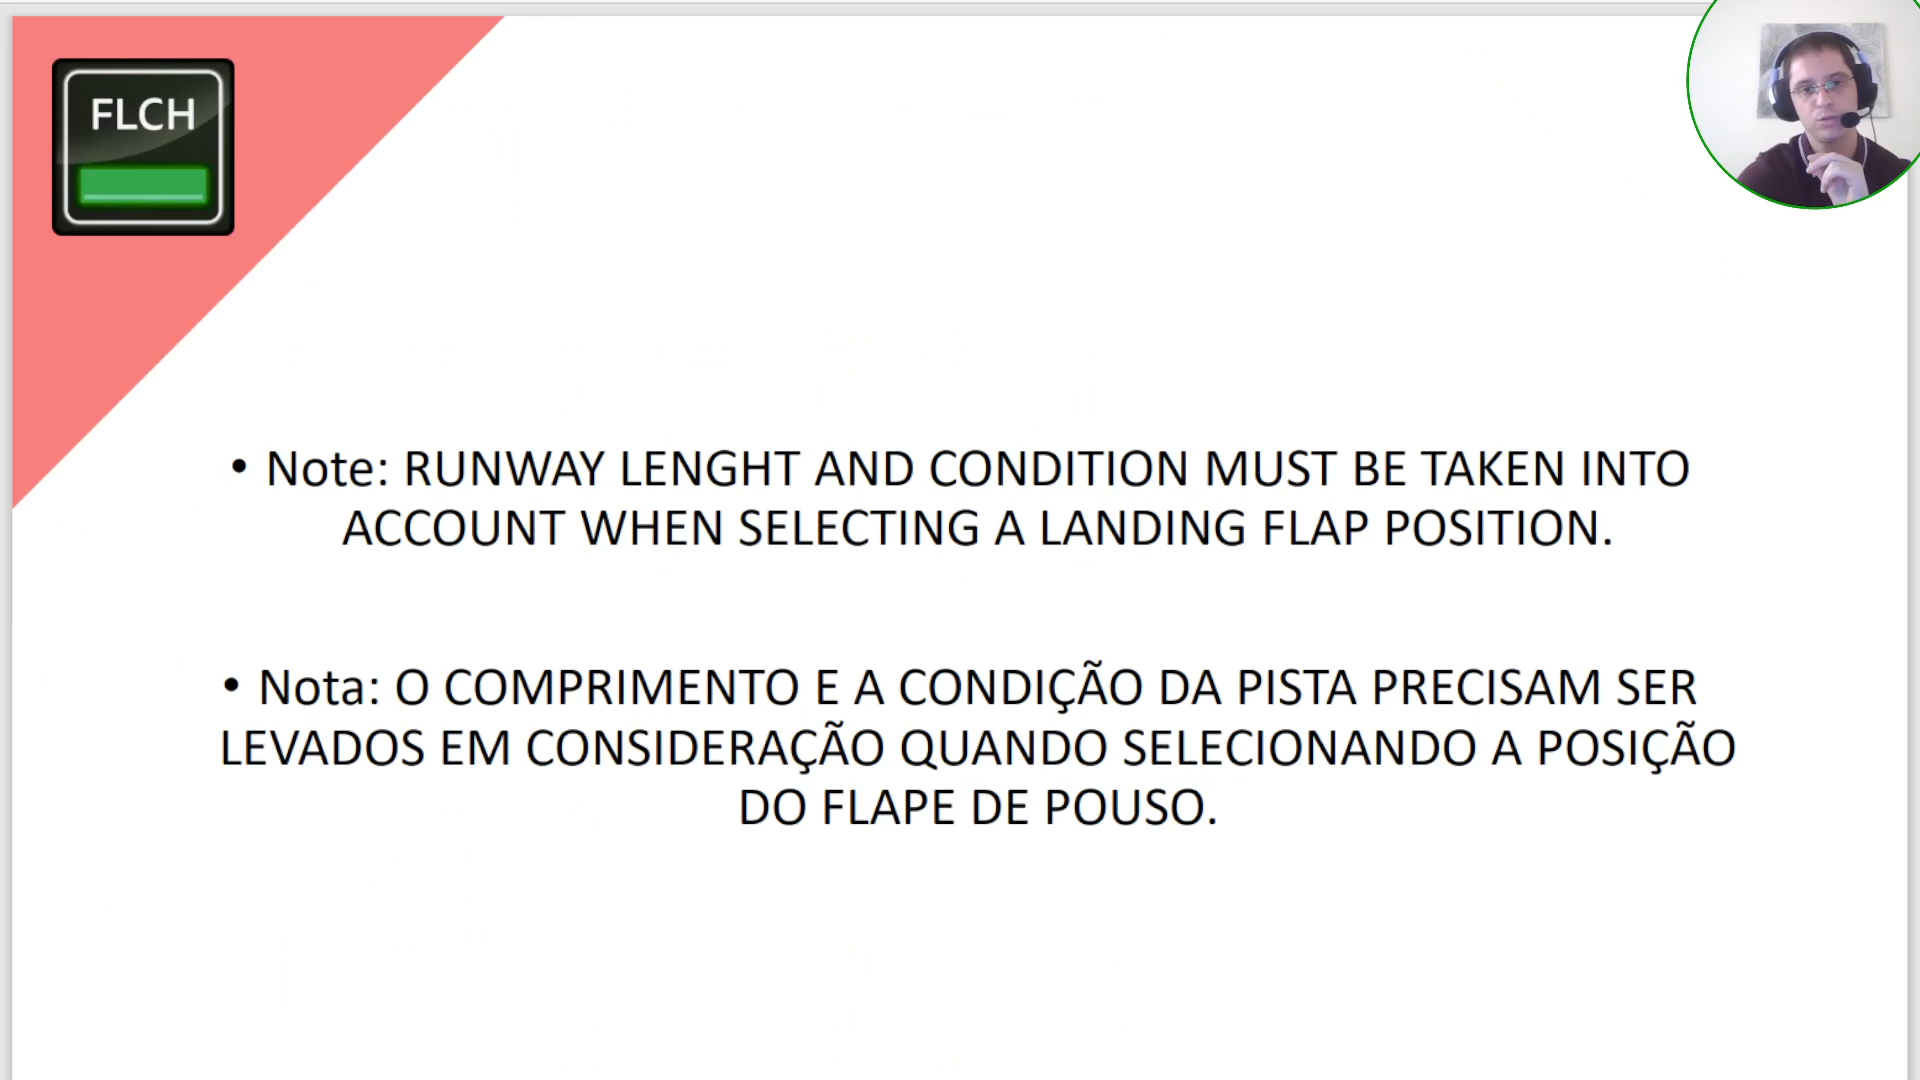 FLCH
• Note: RUNWAY LENGHT AND CONDITION MUST BE TAKEN INTO
ACCOUNT WHEN SELECTING A LANDING FLAP POSITION.
• Nota: O COMPRIMENTO E A CONDIÇÃO DA PISTA PRECISAM SER
LEVADOS EM CONSIDERAÇÃO QUANDO SELECIONANDO A POSIÇÃO
DO FLAPE DE POUSO.